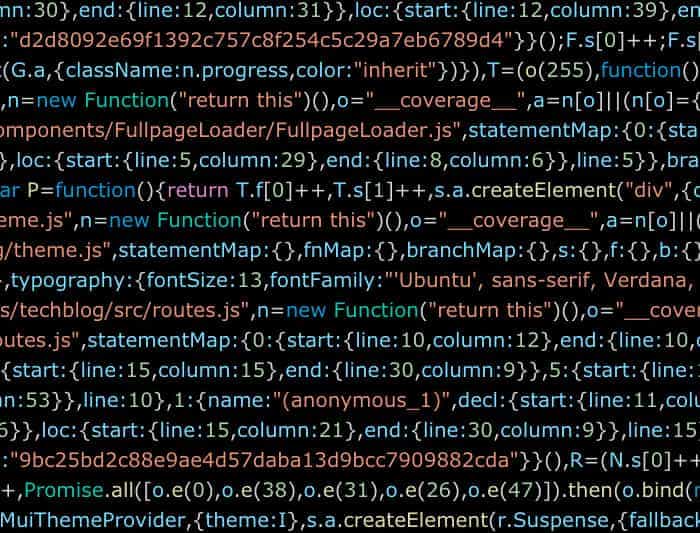 mn:30},end:{line:12,column:31}},loc:{start:{line:12,column:39},en
:"d2d8092e69f1392c757c8f254c5c29a7eb6789d4"}}();F.s[0]++;F.s[
(G.a,{className:n.progress,color:"inherit"})}),T=(o(255),function()
,n=new Function("return this")(),o="__coverage__",a=n[o]||(n[o]={
omponents/FullpageLoader/FullpageLoader.js",statementMap:{0:{sta
},loc:{start:{line:5,column:29},end:{line:8,column:6}},line:5}},bra
ar P=function(){return T.f[0]++,T.s[1]++,s.a.createElement("div",{c
eme.js",n=new Function("return this")(),o="__coverage__",a=n[o]||(
g/theme.js",statementMap:{},fnMap:{},branchMap:{},s:{},f:{},b:{}
,typography:{fontSize:13,fontFamily:"'Ubuntu', sans-serif, Verdana,
s/techblog/src/routes.js",n=new Function("return this")(),o="__cover
outes.js",statementMap:{0:{start:{line:10,column:12},end:{line:10,c
{start:{line:15,column:15},end:{line:30,column:9}},5:{start:{line:
n:53}},line:10},1:{name:"(anonymous_1)",decl:{start:{line:11,colu
6}},loc:{start:{line:15,column:21},end:{line:30,column:9}},line:15
:"9bc25bd2c88e9ae4d57daba13d9bcc7909882cda"}}(),R=(N.s[0]++
+,Promise.all([o.e(0),o.e(38),o.e(31),o.e(26),o.e(47)]).then(o.bind(n
MuiThemeProvider,{theme:I},s.a.createElement(r.Suspense,{fallback